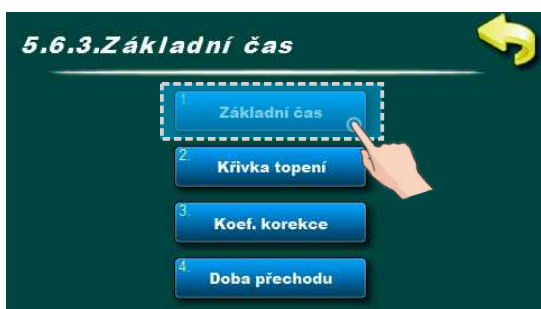 5.6.3.Základní čas
1.
Základní čas
2.
Křivka topení
3.
Koef. korekce
4.
Doba přechodu